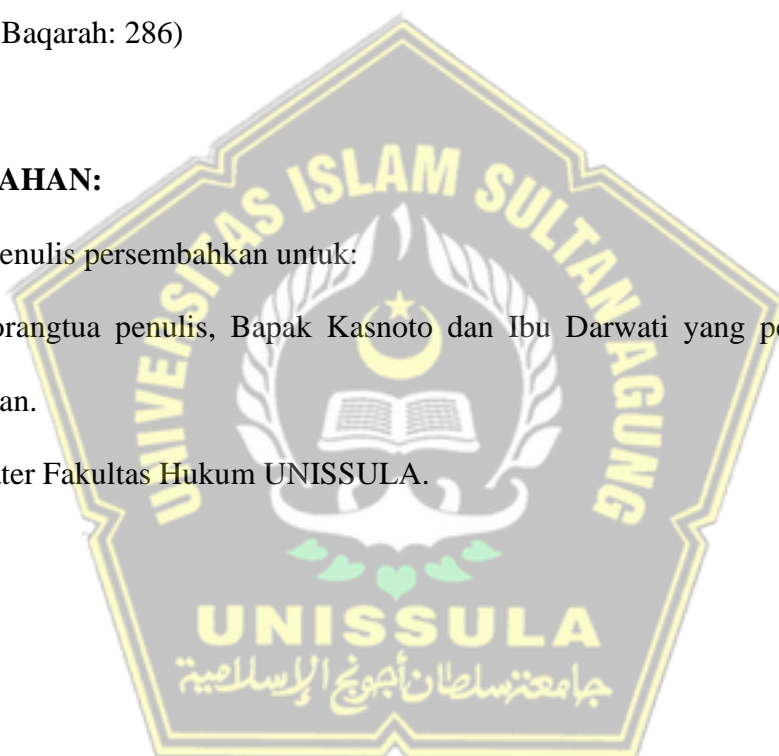 Baqarah: 286)
AHAN:
enulis persembahkan untuk:
orangtua penulis, Bapak Kasnoto dan Ibu Darwati yang pe
an.
ter Fakultas Hukum UNISSULA.
UNIVERSITAS ISLAM SULTAN AGUNG
UNISSULA
جامعة سلطان أجونج الإسلامية